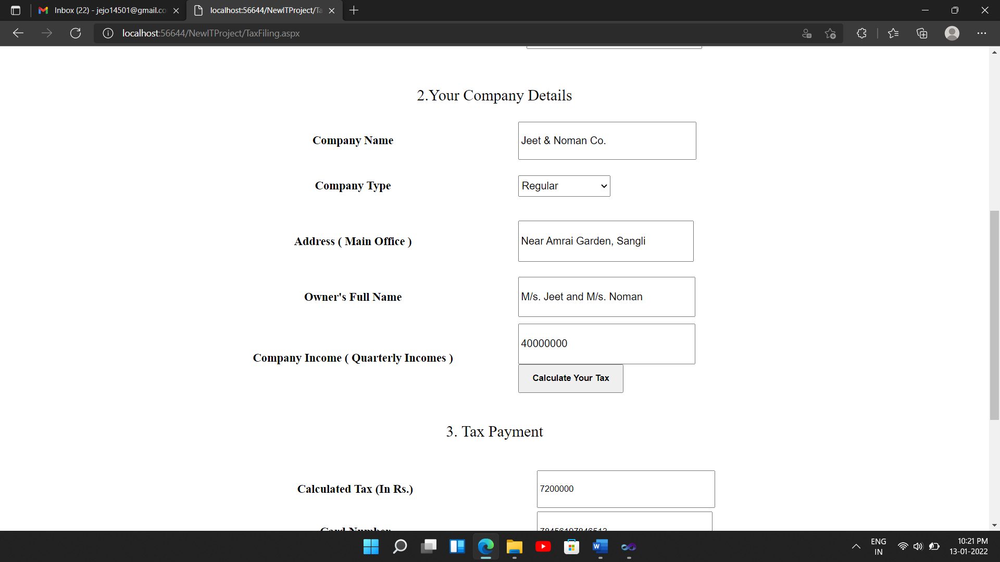 Inbox (22) - jejo14501@gmail.co
localhost:56644/NewITProject/Ta
localhost:56644/NewITProject/TaxFiling.aspx
2.Your Company Details
Company Name
Jeet & Noman Co.
Company Type
Regular
Address ( Main Office )
Near Amrai Garden, Sangli
Owner's Full Name
M/s. Jeet and M/s. Noman
40000000
Company Income ( Quarterly Incomes )
Calculate Your Tax
3. Tax Payment
Calculated Tax (In Rs.)
7200000
Card Number
ENG
IN
10:21 PM
13-01-2022